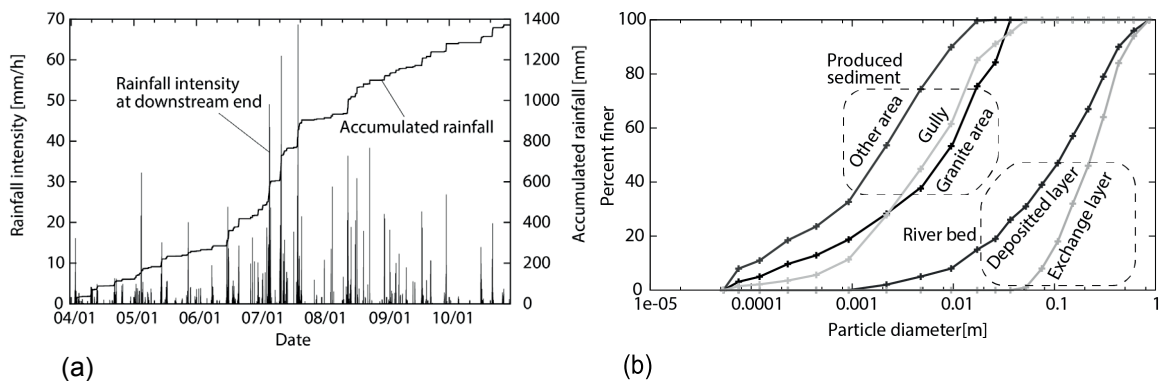 70
60
50
40
30
20
10
0
Rainfall intensity [mm/h]
1400
1200
1000
800
600
400
200
0
Accumulated rainfall [mm]
Rainfall intensity
at downstream end
Accumulated rainfall
04/01 05/01 06/01 07/01 08/01 09/01 10/01
Date
(a)
100
80
60
40
20
0
Percent finer
Produced
sediment
Other area
Gully
Granite area
River bed
Depositted layer
Exchange layer
1e-05 0.0001 0.001 0.01 0.1 1
Particle diameter[m]
(b)